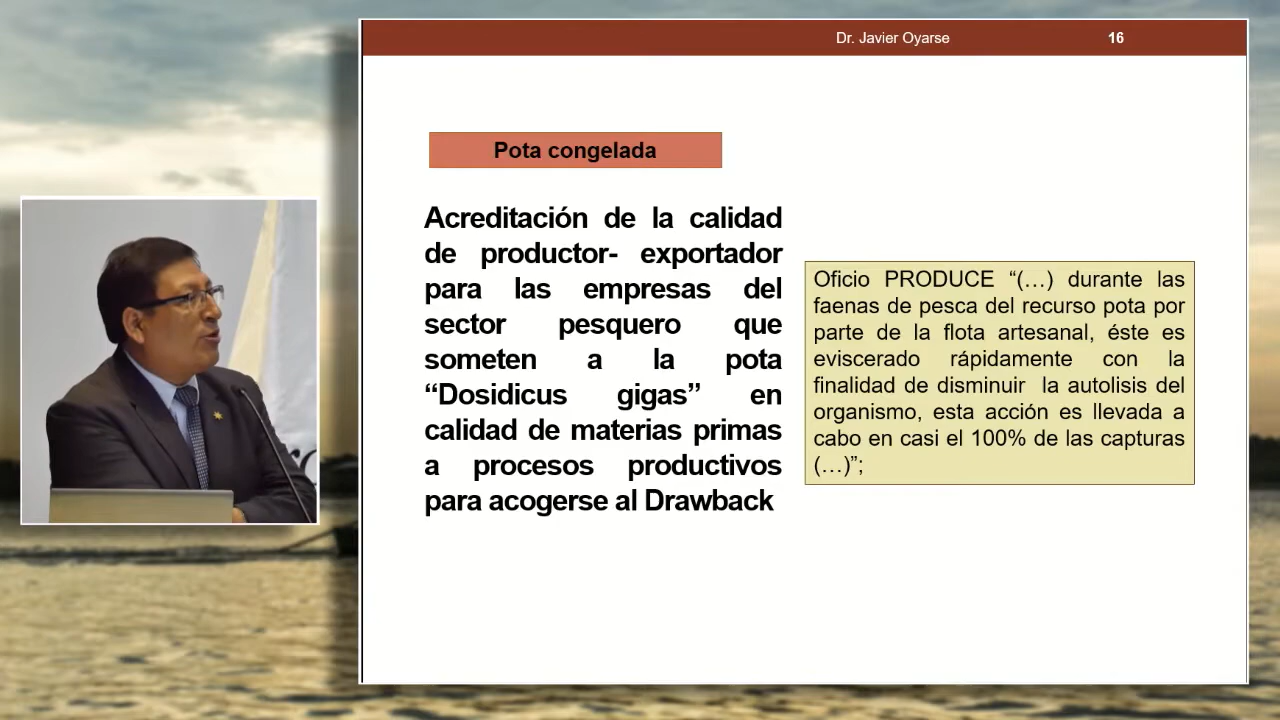 Dr. Javier Oyarse
16
Pota congelada
Acreditación de la calidad
de productor- exportador
para las empresas del
sector pesquero que
someten a la pota
“Dosidicus gigas” en
calidad de materias primas
a procesos productivos
para acogerse al Drawback
Oficio PRODUCE “(…) durante las
faenas de pesca del recurso pota por
parte de la flota artesanal, éste es
eviscerado rápidamente con la
finalidad de disminuir la autolisis del
organismo, esta acción es llevada a
cabo en casi el 100% de las capturas
(…)”;